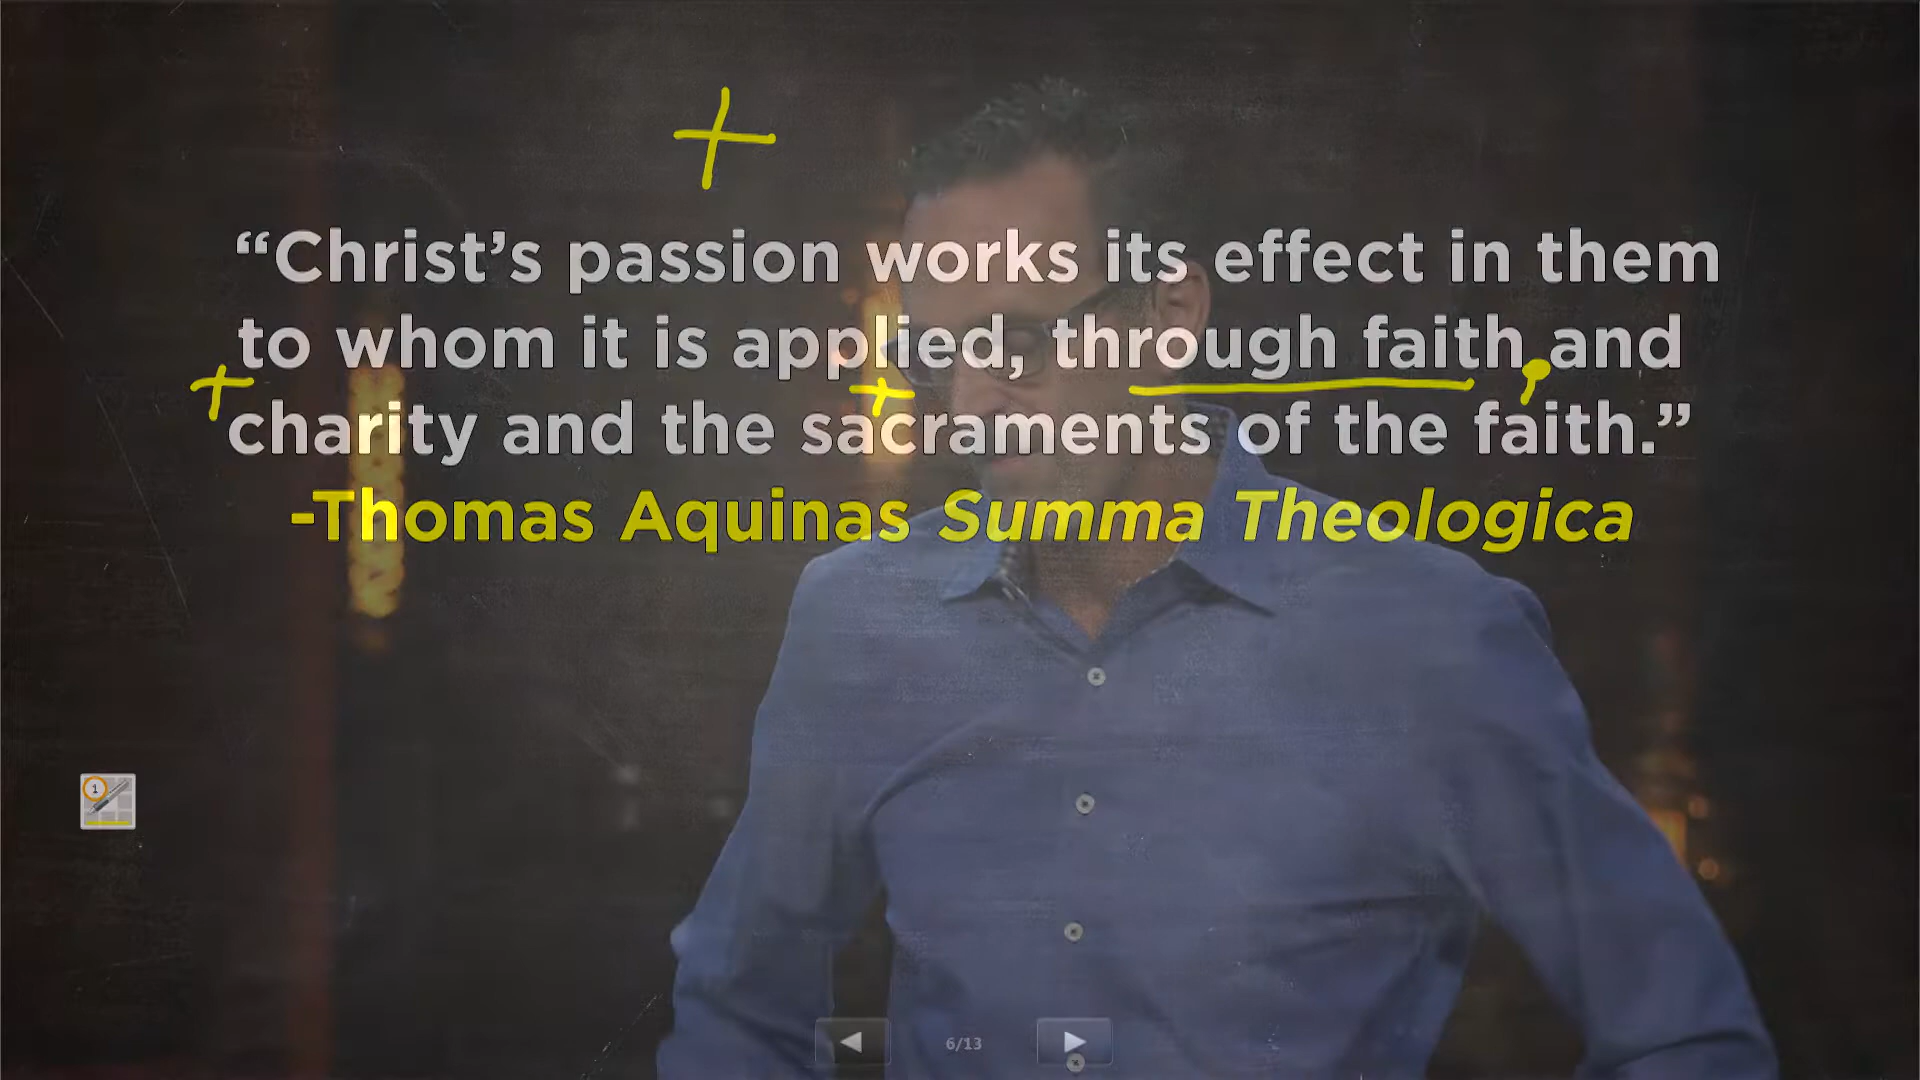 “Christ’s passion works its effect in them
to whom it is applied, through faith and
charity and the sacraments of the faith.”
-Thomas Aquinas Summa Theologica
1
6/13